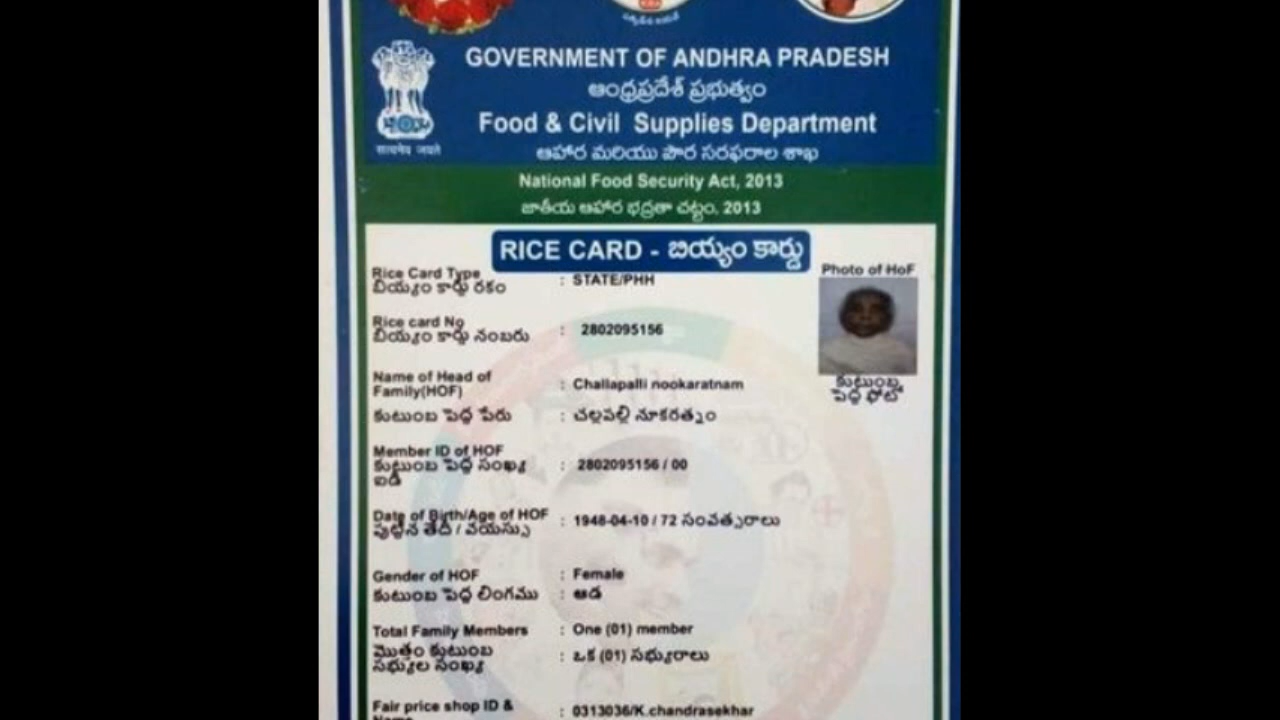 GOVERNMENT OF ANDHRA PRADESH
ఆంధ్రప్రదేశ్ ప్రభుత్వం
Food & Civil Supplies Department
सत्यमेव जयते
ఆహార మరియు పౌర సరఫరాల శాఖ
National Food Security Act, 2013
జాతీయ ఆహార భద్రతా చట్టం, 2013
RICE CARD - బియ్యం కార్డు
Rice Card Type : STATE/PHH
బియ్యం కార్డు రకం
Photo of HoF
Rice card No
బియ్యం కార్డు నంబరు : 2802095156
Name of Head of
Family(HOF) : Challapalli nookaratnam
కుటుంబ పెద్ద ఫోటో
కుటుంబ పెద్ద పేరు : చల్లపల్లి నూకరత్నం
Member ID of HOF
కుటుంబ పెద్ద సంఖ్య : 2802095156 / 00
ఐడి
Date of Birth/Age of HOF
పుట్టిన తేదీ / వయస్సు : 1948-04-10 / 72 సంవత్సరాలు
Gender of HOF : Female
కుటుంబ పెద్ద లింగము : ఆడ
Total Family Members : One (01) member
మొత్తం కుటుంబ
సభ్యుల సంఖ్య : ఒక (01) సభ్యురాలు
Fair price shop ID &
Name : 0313036/K.chandrasekhar